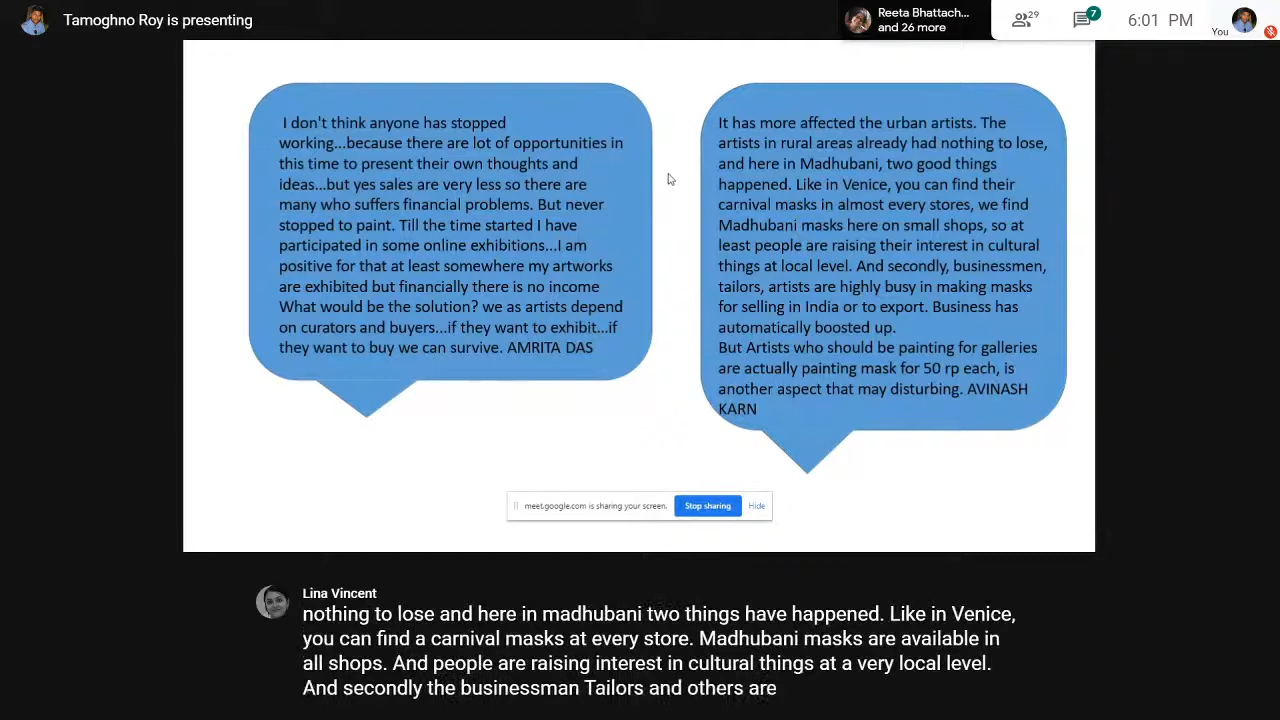 Tamoghno Roy is presenting
Reeta Bhattach...
and 26 more
29
7
6:01 PM
You
I don't think anyone has stopped
working...because there are lot of opportunities in
this time to present their own thoughts and
ideas...but yes sales are very less so there are
many who suffers financial problems. But never
stopped to paint. Till the time started I have
participated in some online exhibitions...I am
positive for that at least somewhere my artworks
are exhibited but financially there is no income
What would be the solution? we as artists depend
on curators and buyers...if they want to exhibit...if
they want to buy we can survive. AMRITA DAS
It has more affected the urban artists. The
artists in rural areas already had nothing to lose,
and here in Madhubani, two good things
happened. Like in Venice, you can find their
carnival masks in almost every stores, we find
Madhubani masks here on small shops, so at
least people are raising their interest in cultural
things at local level. And secondly, businessmen,
tailors, artists are highly busy in making masks
for selling in India or to export. Business has
automatically boosted up.
But Artists who should be painting for galleries
are actually painting mask for 50 rp each, is
another aspect that may disturbing. AVINASH
KARN
meet.google.com is sharing your screen.
Stop sharing
Hide
Lina Vincent
nothing to lose and here in madhubani two things have happened. Like in Venice,
you can find a carnival masks at every store. Madhubani masks are available in
all shops. And people are raising interest in cultural things at a very local level.
And secondly the businessman Tailors and others are